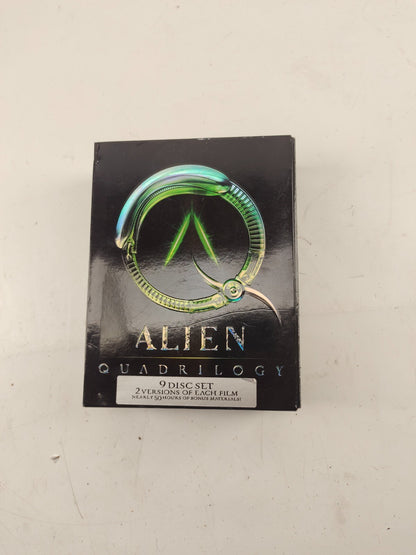 ALIEN
QUADRILOGY
9 DISC SET
2 VERSIONS OF EACH FILM
NEARLY 50 HOURS OF BONUS MATERIALS!